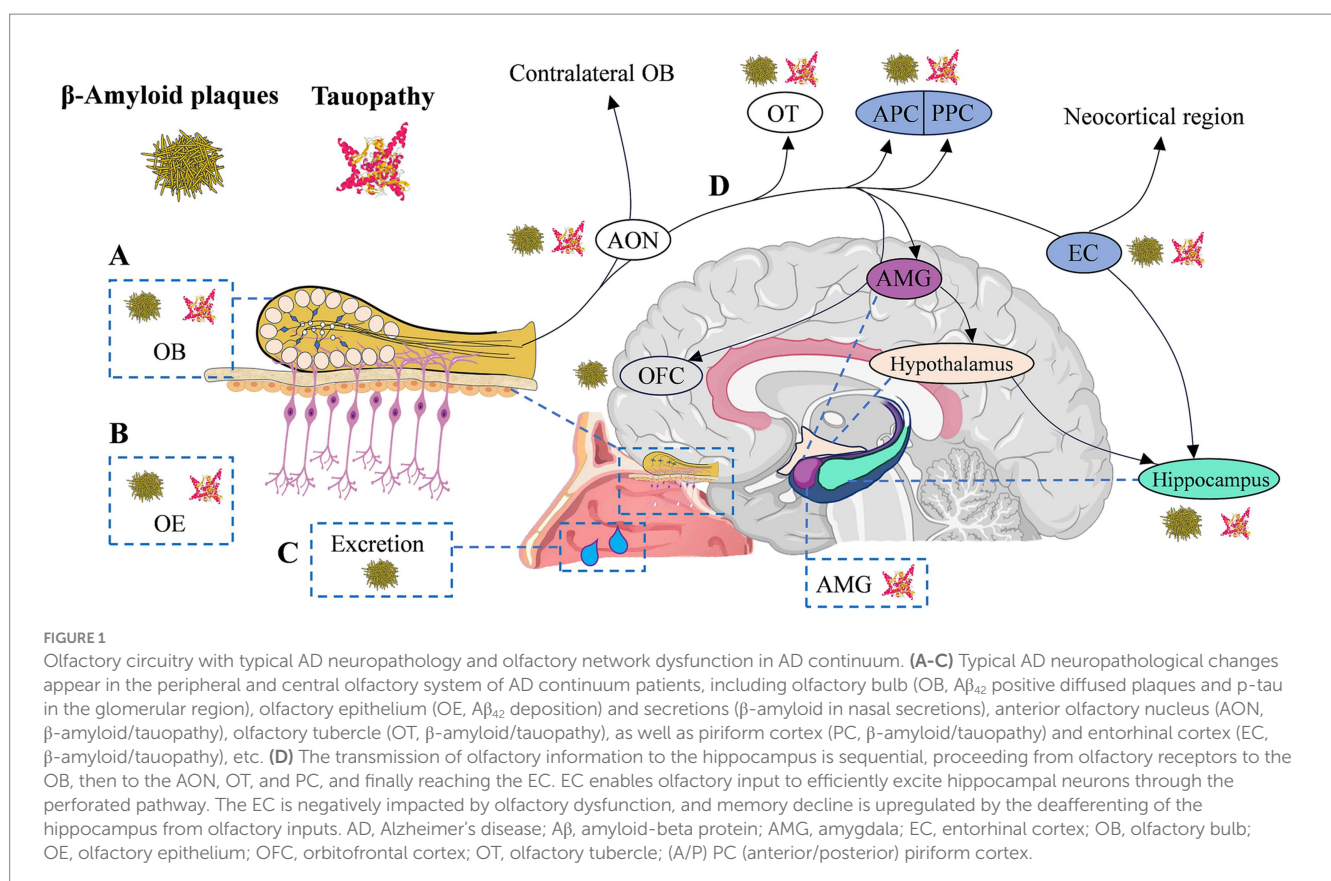 Contralateral OB
β-Amyloid plaques
Tauopathy
OT
APC
PPC
Neocortical region
D
AON
EC
A
OB
AMG
OFC
Hypothalamus
B
OE
Hippocampus
C
Excretion
AMG
FIGURE 1
Olfactory circuitry with typical AD neuropathology and olfactory network dysfunction in AD continuum. (A-C) Typical AD neuropathological changes
appear in the peripheral and central olfactory system of AD continuum patients, including olfactory bulb (OB, Aβ₄₂ positive diffused plaques and p-tau
in the glomerular region), olfactory epithelium (OE, Aβ₄₂ deposition) and secretions (β-amyloid in nasal secretions), anterior olfactory nucleus (AON,
β-amyloid/tauopathy), olfactory tubercle (OT, β-amyloid/tauopathy), as well as piriform cortex (PC, β-amyloid/tauopathy) and entorhinal cortex (EC,
β-amyloid/tauopathy), etc. (D) The transmission of olfactory information to the hippocampus is sequential, proceeding from olfactory receptors to the
OB, then to the AON, OT, and PC, and finally reaching the EC. EC enables olfactory input to efficiently excite hippocampal neurons through the
perforated pathway. The EC is negatively impacted by olfactory dysfunction, and memory decline is upregulated by the deafferenting of the
hippocampus from olfactory inputs. AD, Alzheimer's disease; Aβ, amyloid-beta protein; AMG, amygdala; EC, entorhinal cortex; OB, olfactory bulb;
OE, olfactory epithelium; OFC, orbitofrontal cortex; OT, olfactory tubercle; (A/P) PC (anterior/posterior) piriform cortex.